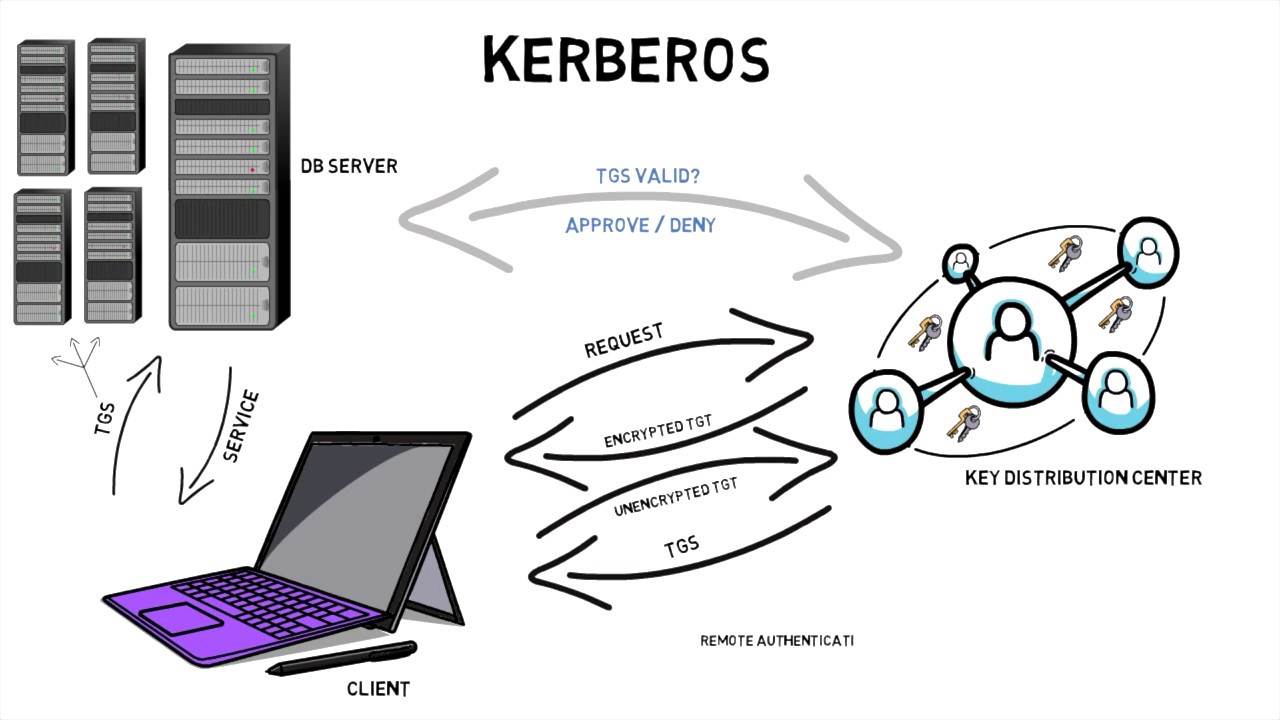 KERBEROS
DB SERVER
TGS VALID?
APPROVE / DENY
REQUEST
ENCRYPTED TGT
UNENCRYPTED TGT
TGS
TGS
SERVICE
KEY DISTRIBUTION CENTER
REMOTE AUTHENTICATI
CLIENT